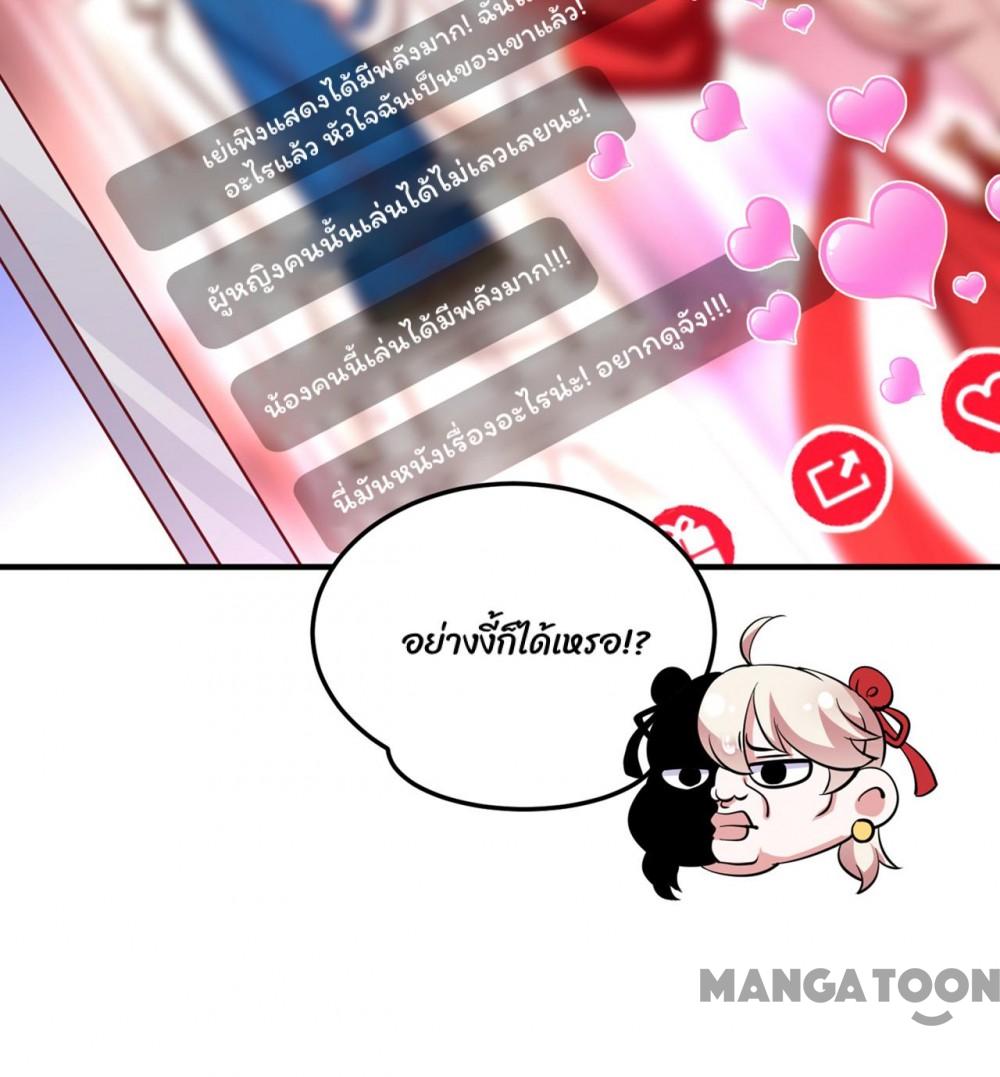 เย่เฟิงแสดงได้มีพลังมาก!
อะไรแล้ว หัวใจฉันเป็นของเขาแล้ว!
ผู้หญิงคนนั้นเล่นได้ไม่เลวเลยนะ!
น้องคนนี้เล่นได้มีพลังมาก!!!
นี่มันหนังเรื่องอะไรน่ะ! อยากดูจัง!!!
อย่างงี้ก็ได้เหรอ!?
MANGATOON